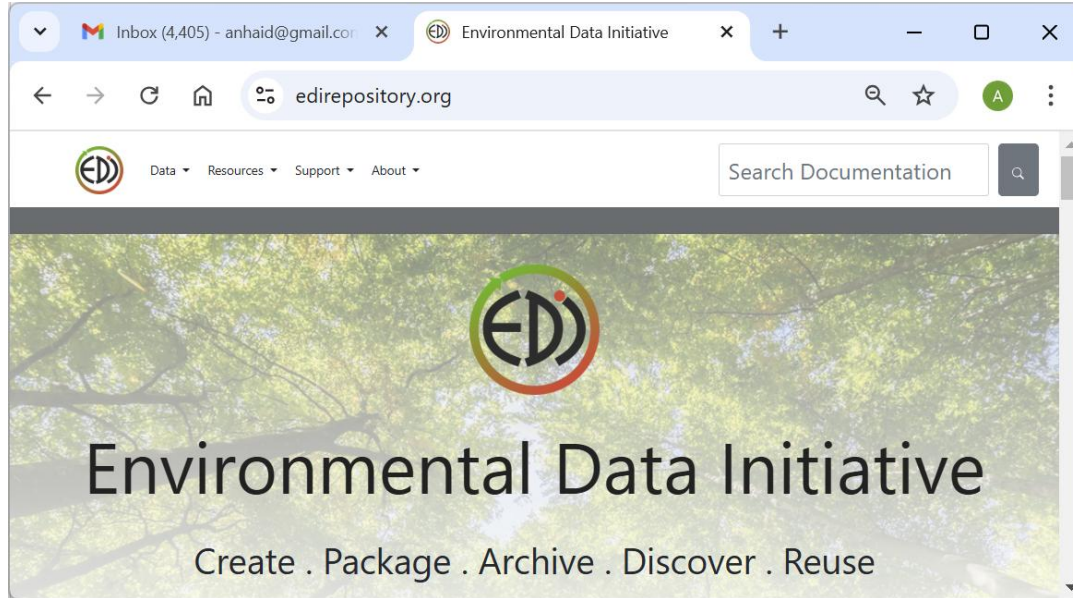 Inbox (4,405) - anhaid@gmail.con
Environmental Data Initiative
edirepository.org
A
EDI
Data
Resources
Support
About
Search Documentation
EDI
Environmental Data Initiative
Create . Package . Archive . Discover . Reuse